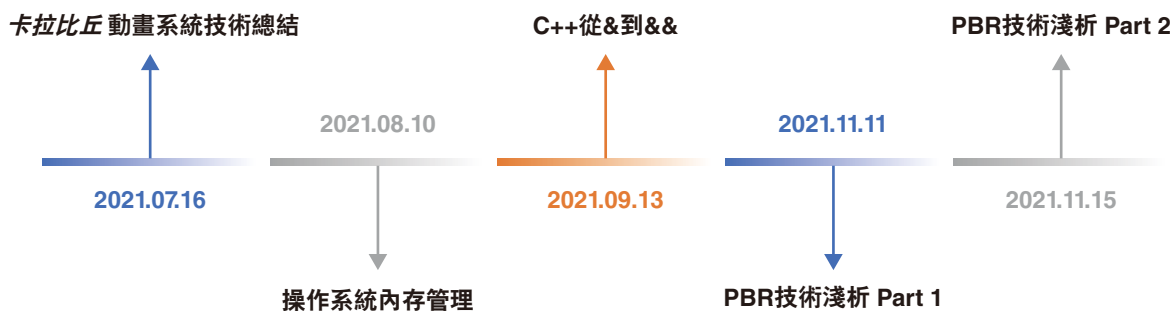 卡拉比丘 動畫系統技術總結
C++從&到&&
PBR技術淺析 Part 2
2021.08.10
2021.11.11
2021.07.16
2021.09.13
2021.11.15
操作系統內存管理
PBR技術淺析 Part 1